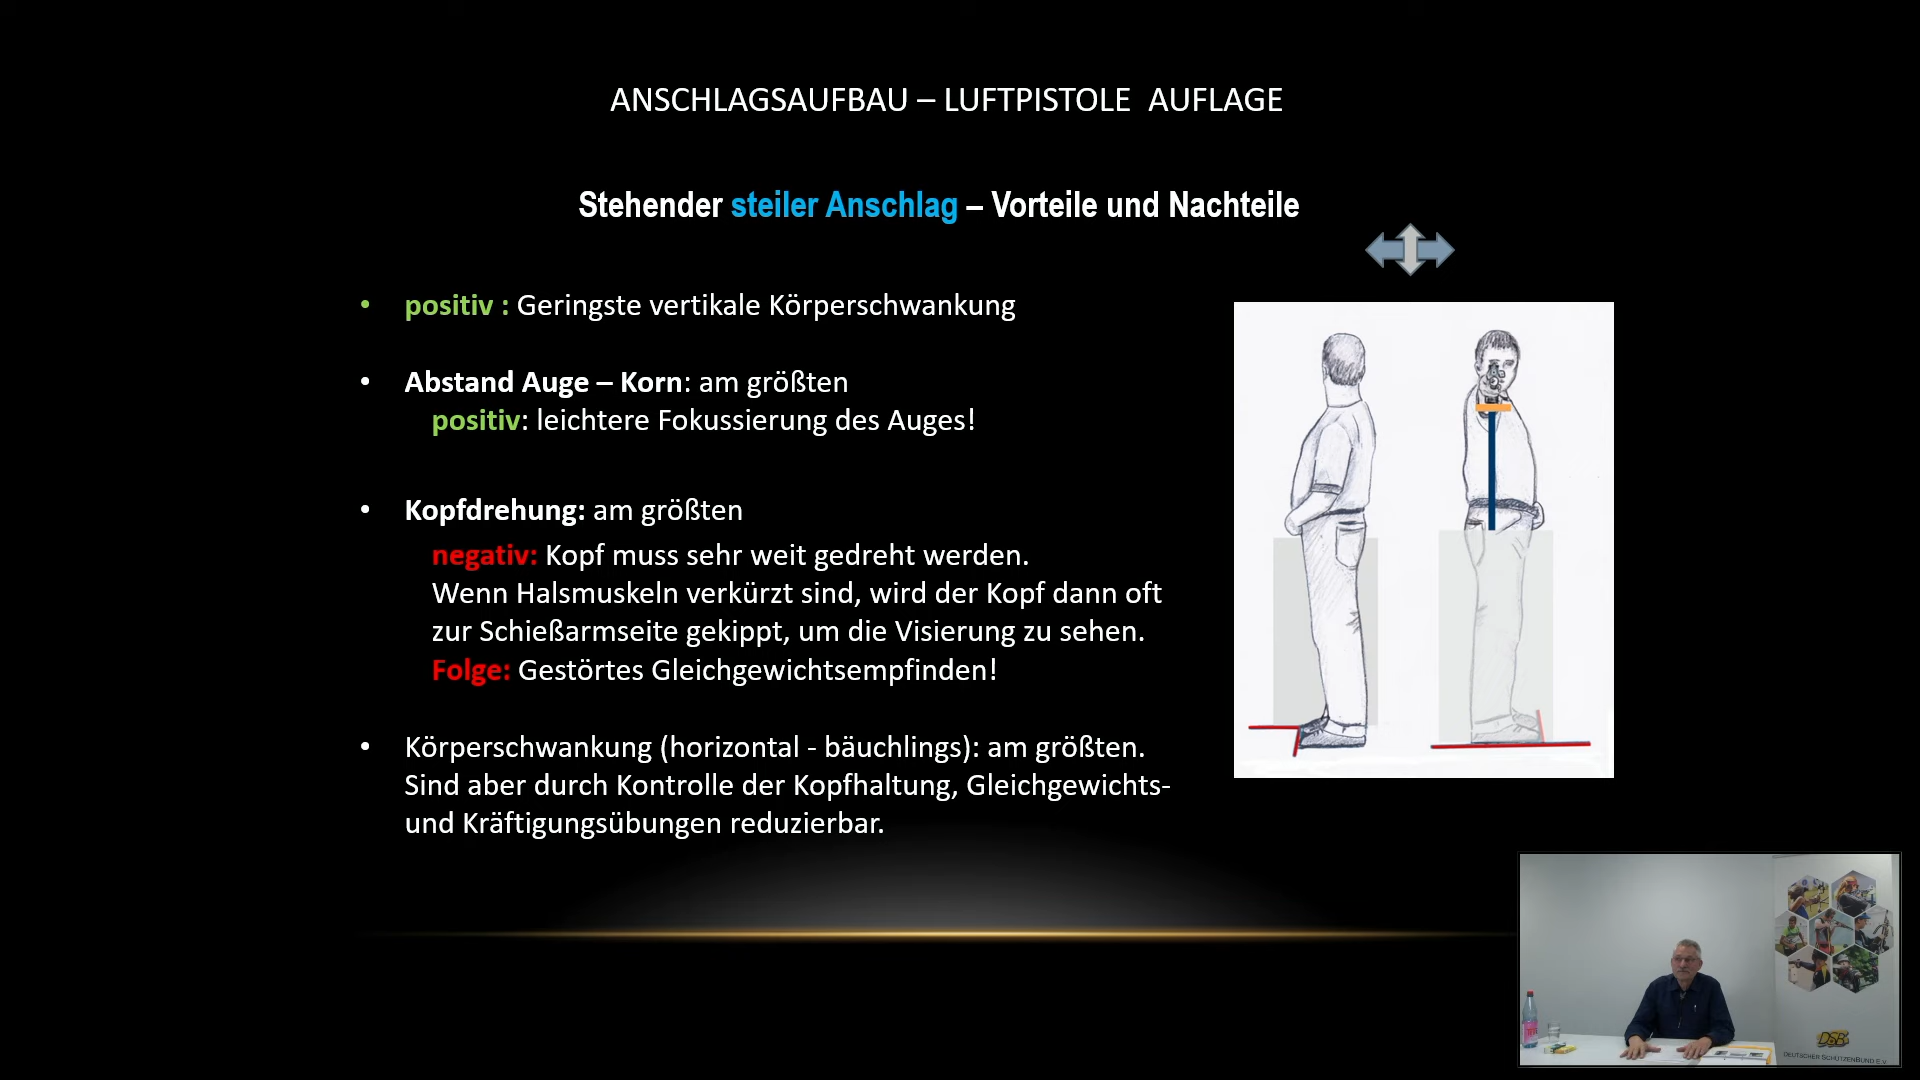 ANSCHLAGSAUFBAU – LUFTPISTOLE AUFLAGE
Stehender steiler Anschlag – Vorteile und Nachteile
• positiv : Geringste vertikale Körperschwankung
• Abstand Auge – Korn: am größten
positiv: leichtere Fokussierung des Auges!
• Kopfdrehung: am größten
negativ: Kopf muss sehr weit gedreht werden.
Wenn Halsmuskeln verkürzt sind, wird der Kopf dann oft
zur Schießarmseite gekippt, um die Visierung zu sehen.
Folge: Gestörtes Gleichgewichtsempfinden!
• Körperschwankung (horizontal - bäuchlings): am größten.
Sind aber durch Kontrolle der Kopfhaltung, Gleichgewichts-
und Kräftigungsübungen reduzierbar.
DSB
DEUTSCHER SCHÜTZENBUND E.V.